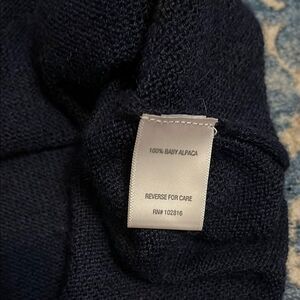 100% BABY ALPACA
REVERSE FOR CARE
RN# 102816